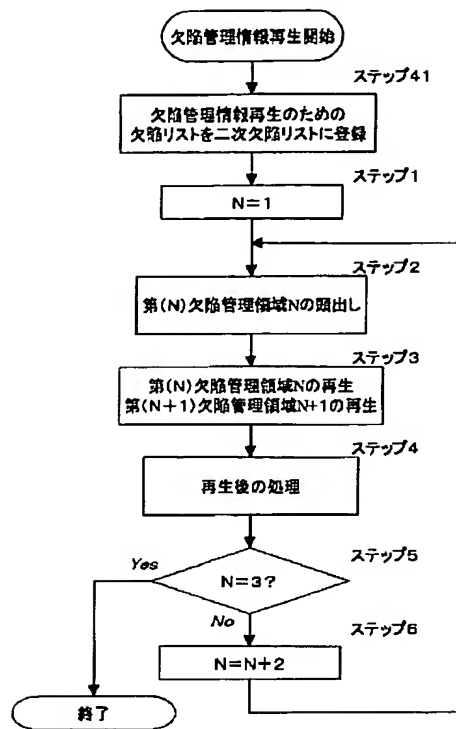 欠陥管理情報再生開始
ステップ41
欠陥管理情報再生のための
欠陥リストを二次欠陥リストに登録
ステップ1
N=1
ステップ2
第(N)欠陥管理領域Nの頭出し
ステップ3
第(N)欠陥管理領域Nの再生
第(N+1)欠陥管理領域N+1の再生
ステップ4
再生後の処理
ステップ5
Yes
N=3?
No
ステップ6
N=N+2
終了